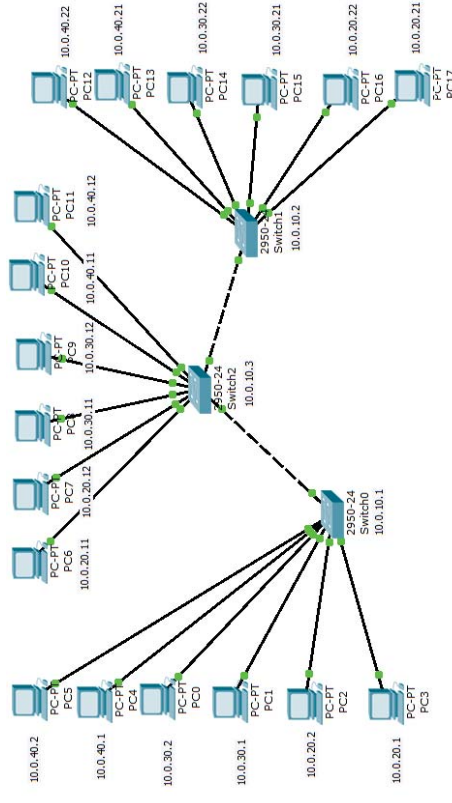 10.0.40.2
PC-PT
PC5
10.0.40.1
PC-PT
PC4
10.0.30.2
PC-PT
PC0
10.0.30.1
PC-PT
PC1
10.0.20.2
PC-PT
PC2
10.0.20.1
PC-PT
PC3
2950-24
Switch0
10.0.10.1
PC-PT
PC6
10.0.20.11
PC-PT
PC7
10.0.20.12
PC-PT
10.0.30.11
PC-PT
PC9
10.0.30.12
PC-PT
PC10
10.0.40.11
PC-PT
PC11
10.0.40.12
2950-24
Switch2
10.0.10.3
2950-24
Switch1
10.0.10.2
10.0.40.22
PC-PT
PC12
10.0.40.21
PC-PT
PC13
10.0.30.22
PC-PT
PC14
10.0.30.21
PC-PT
PC15
10.0.20.22
PC-PT
PC16
10.0.20.21
PC-PT
PC17